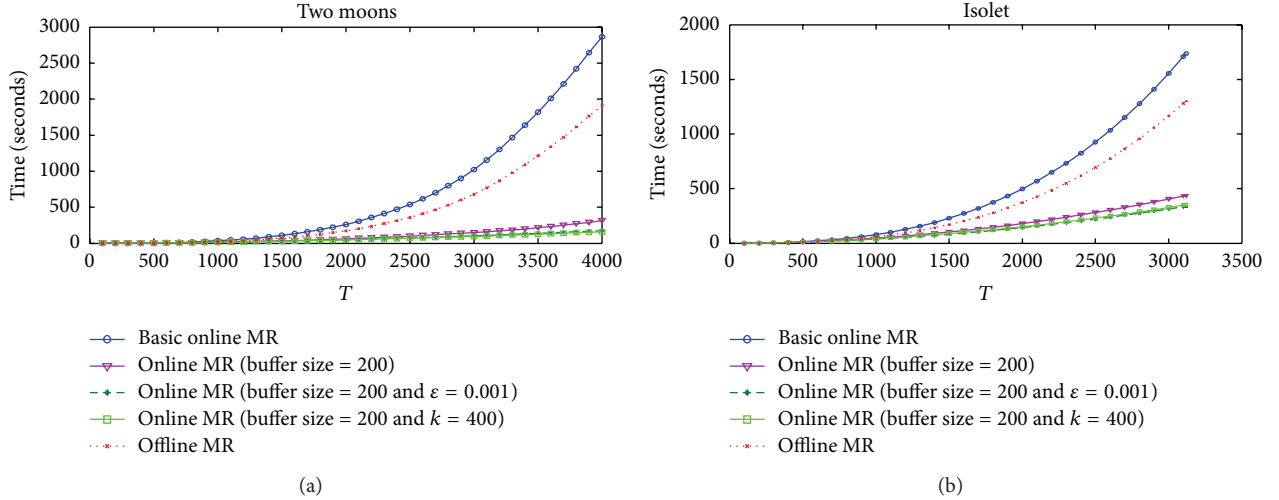 Two moons
3000
2500
2000
1500
1000
500
0
Time (seconds)
0 500 1000 1500 2000 2500 3000 3500 4000
T
Basic online MR
Online MR (buffer size = 200)
Online MR (buffer size = 200 and ε = 0.001)
Online MR (buffer size = 200 and k = 400)
Offline MR
(a)
Isolet
2000
1500
1000
500
0
Time (seconds)
0 500 1000 1500 2000 2500 3000 3500
T
Basic online MR
Online MR (buffer size = 200)
Online MR (buffer size = 200 and ε = 0.001)
Online MR (buffer size = 200 and k = 400)
Offline MR
(b)